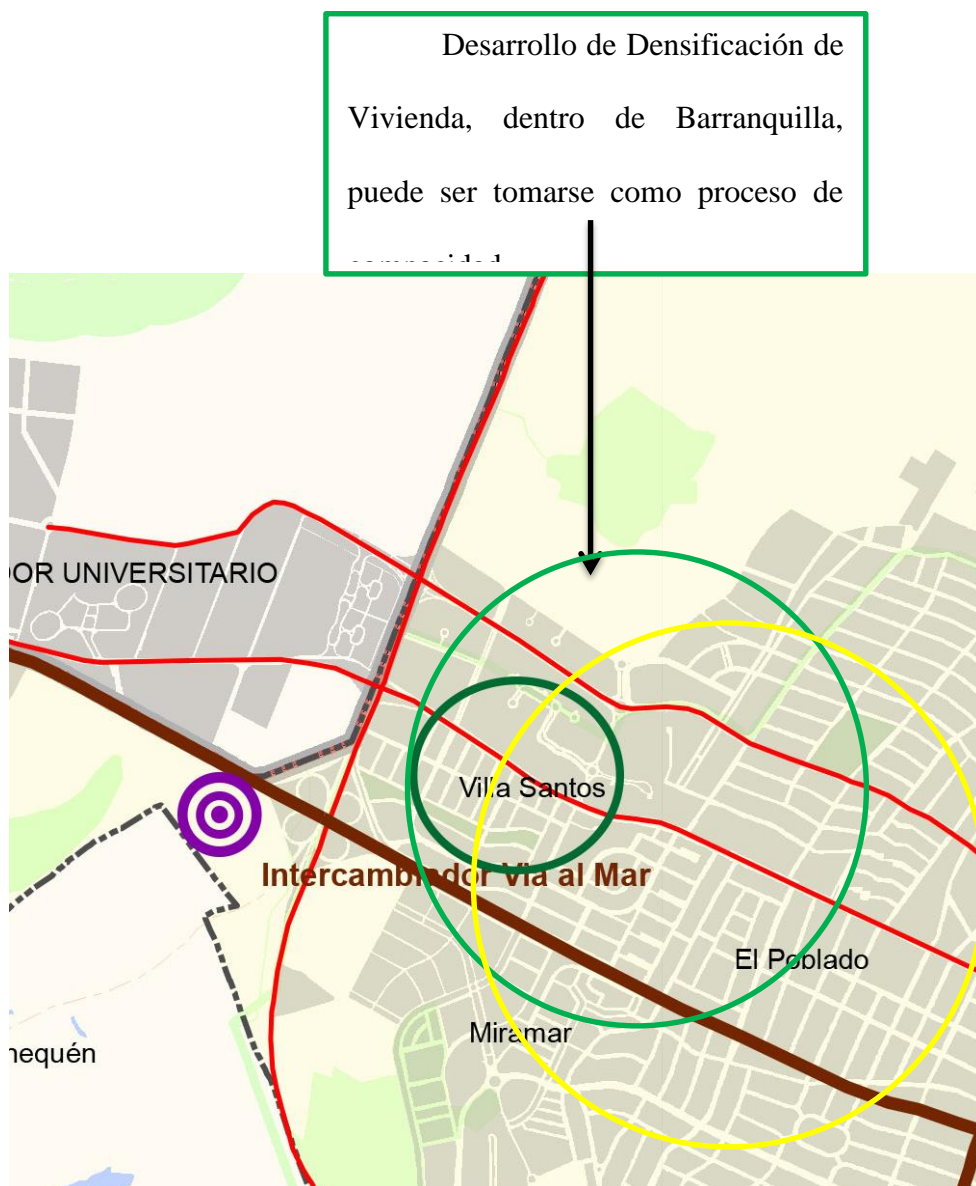 Desarrollo de Densificación de
Vivienda, dentro de Barranquilla,
puede ser tomarse como proceso de
OR UNIVERSITARIO
Villa Santos
Intercambiador Via al Mar
El Poblado
Miramar
nequén